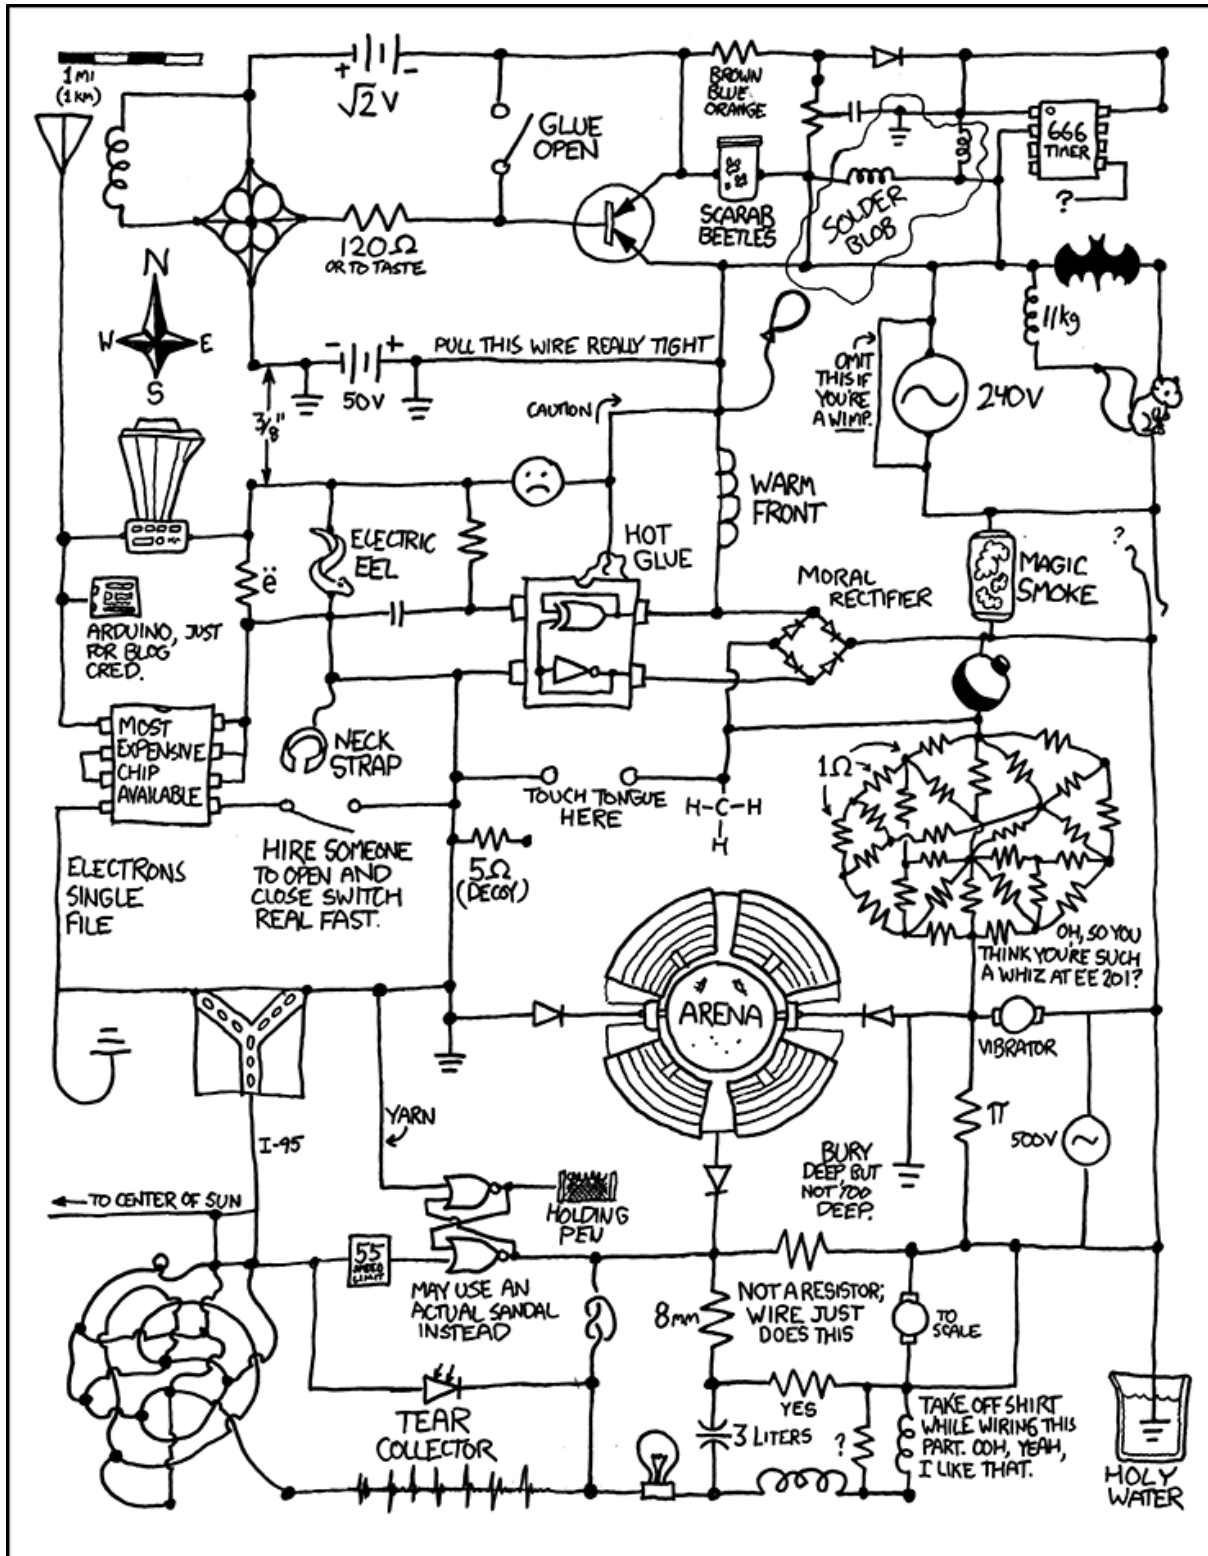 1 MI
(1 KM)
+
-
√2 V
GLUE
OPEN
BROWN
BLUE
ORANGE
666
TIMER
?
SCARAB
BEETLES
SOLDER
BLOB
120Ω
OR TO TASTE
N
W
E
S
-
+
50V
PULL THIS WIRE REALLY TIGHT
3/8"
CAUTION
OMIT
THIS IF
YOU'RE
A WIMP.
240V
11kg
WARM
FRONT
ELECTRIC
EEL
HOT
GLUE
ë
MORAL
RECTIFIER
MAGIC
SMOKE
?
ARDUINO, JUST
FOR BLOG
CRED.
MOST
EXPENSIVE
CHIP
AVAILABLE
NECK
STRAP
TOUCH TONGUE
HERE
H-C-H
H
1Ω
HIRE SOMEONE
TO OPEN AND
CLOSE SWITCH
REAL FAST.
5Ω
(DECOY)
ELECTRONS
SINGLE
FILE
OH, SO YOU
THINK YOU'RE SUCH
A WHIZ AT EE 201?
ARENA
VIBRATOR
π
500V
I-95
YARN
BURY
DEEP, BUT
NOT TOO
DEEP.
TO CENTER OF SUN
HOLDING
PEN
55
SPEED
LIMIT
MAY USE AN
ACTUAL SANDAL
INSTEAD
8mm
NOT A RESISTOR;
WIRE JUST
DOES THIS
TO
SCALE
TEAR
COLLECTOR
3 LITERS
YES
?
TAKE OFF SHIRT
WHILE WIRING THIS
PART. OOH, YEAH,
I LIKE THAT.
HOLY
WATER